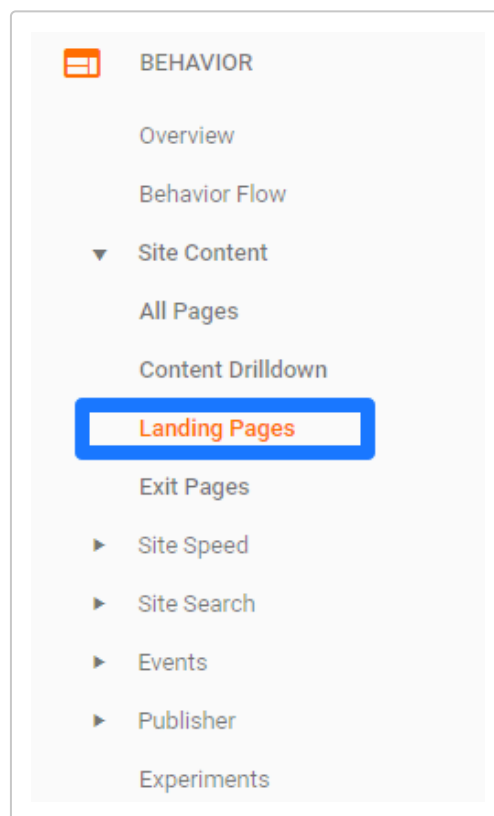 BEHAVIOR
Overview
Behavior Flow
Site Content
All Pages
Content Drilldown
Landing Pages
Exit Pages
Site Speed
Site Search
Events
Publisher
Experiments